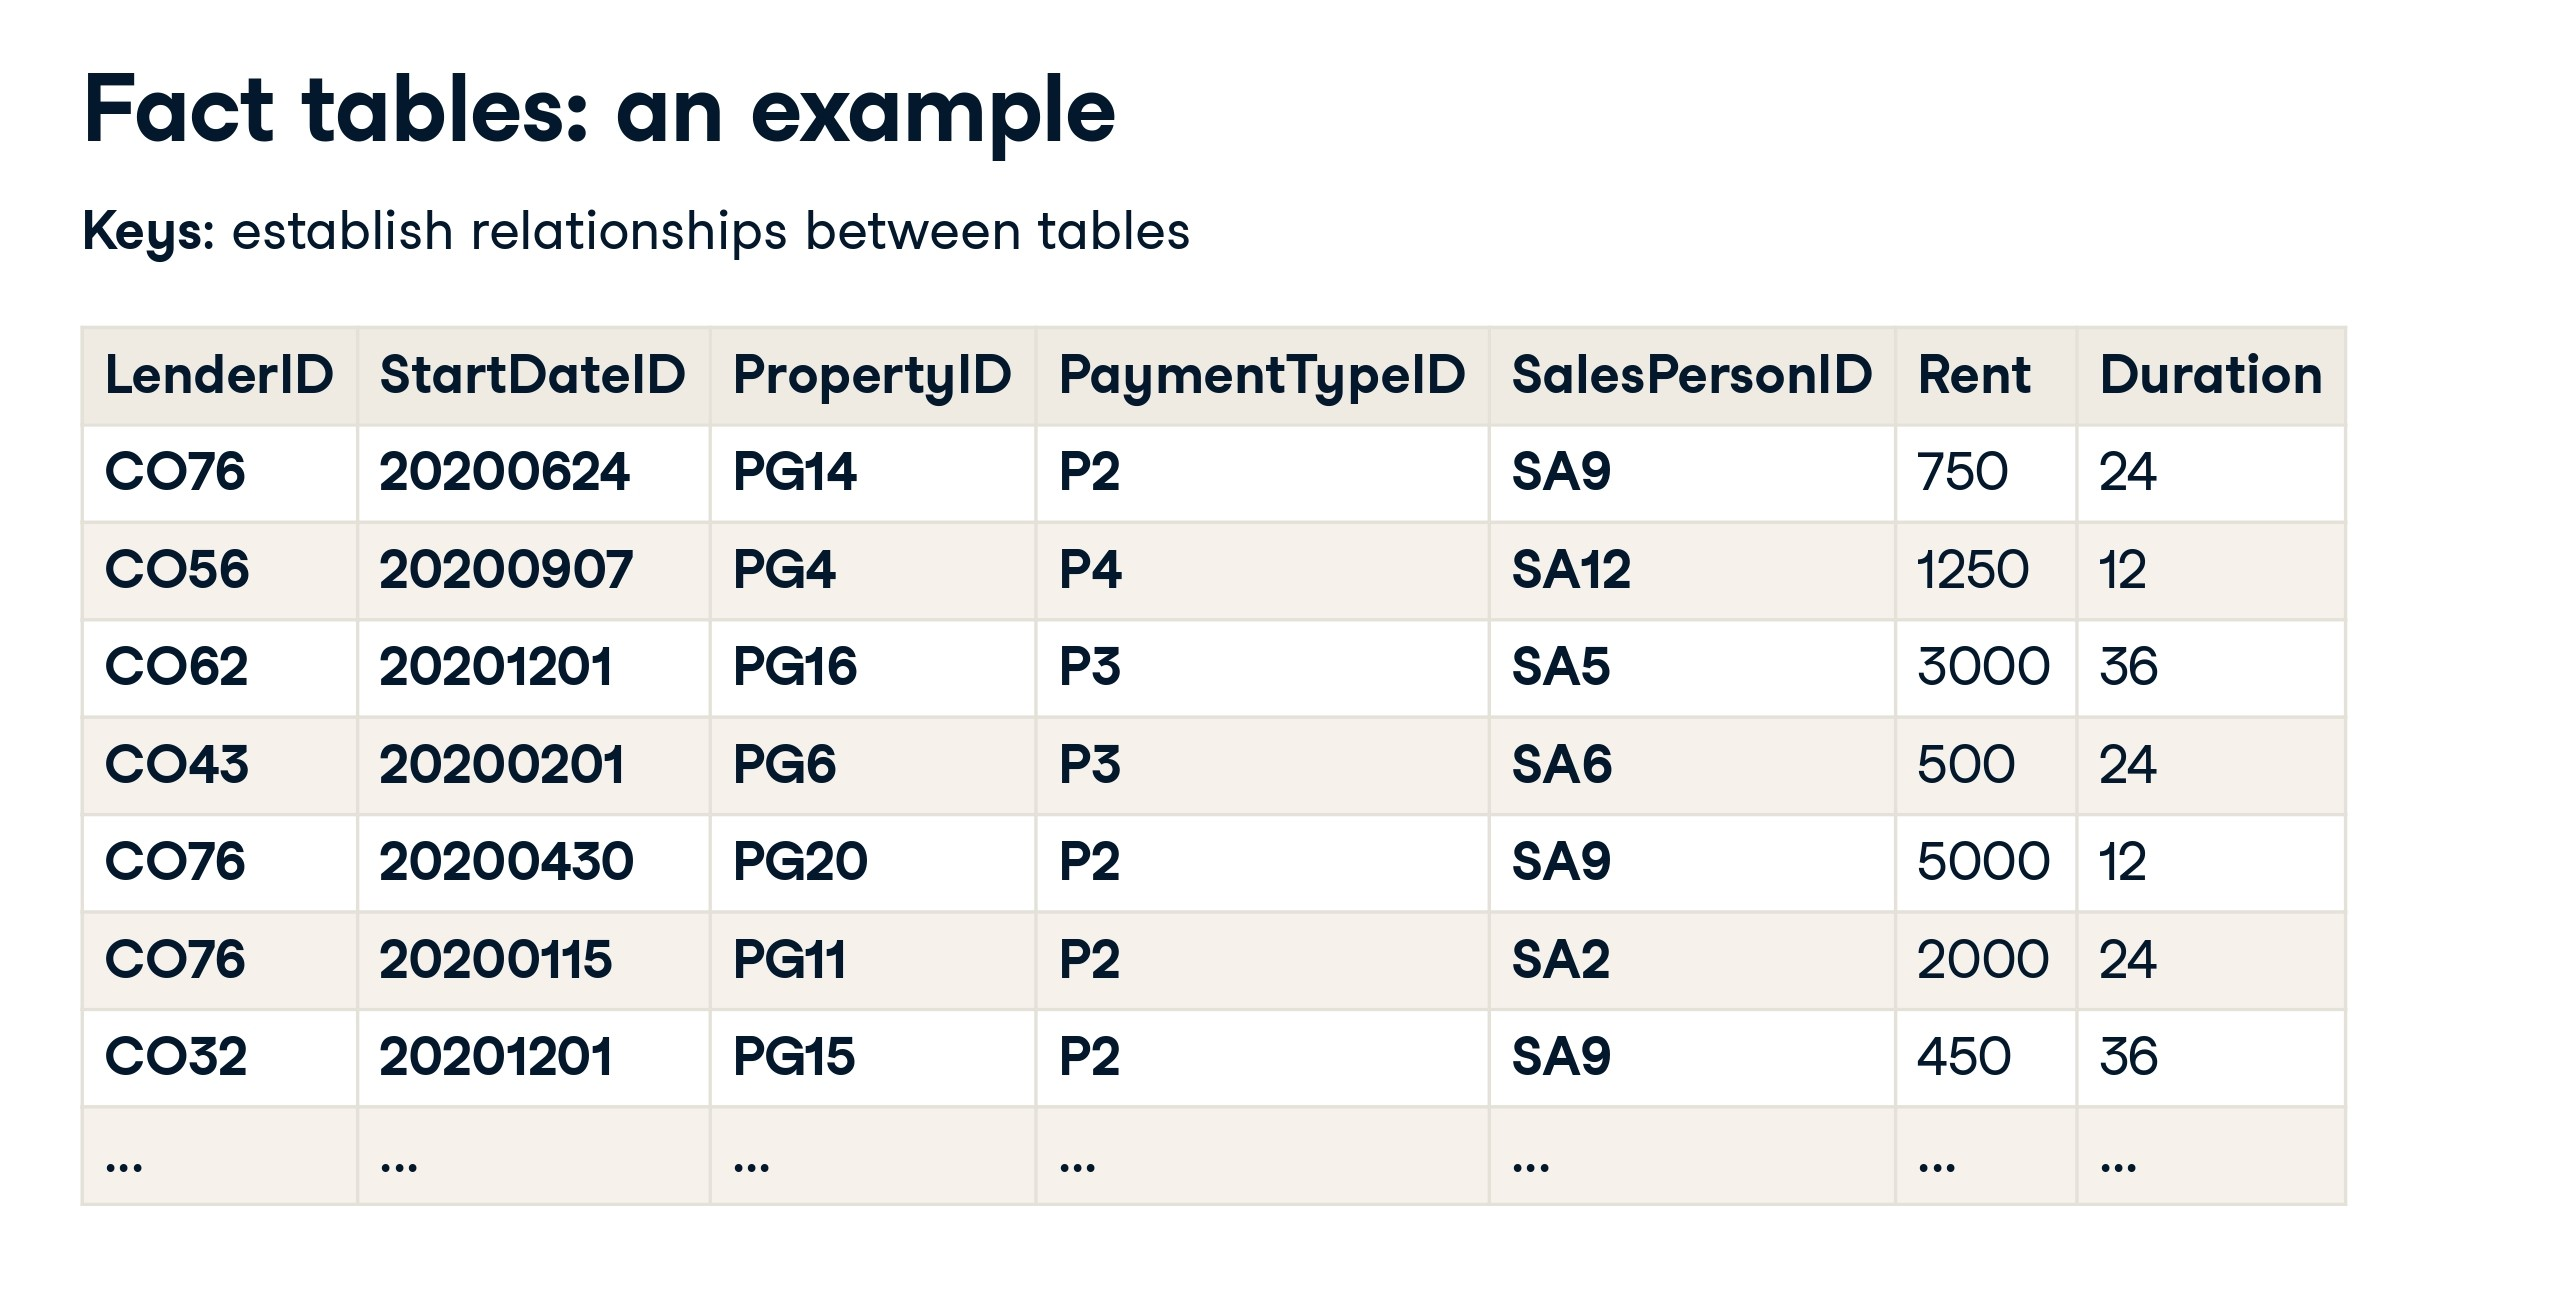 Fact tables: an example
Keys: establish relationships between tables
LenderID StartDateID PropertyID PaymentTypeID SalesPersonID Rent Duration
CO76 20200624 PG14 P2 SA9 750 24
CO56 20200907 PG4 P4 SA12 1250 12
CO62 20201201 PG16 P3 SA5 3000 36
CO43 20200201 PG6 P3 SA6 500 24
CO76 20200430 PG20 P2 SA9 5000 12
CO76 20200115 PG11 P2 SA2 2000 24
CO32 20201201 PG15 P2 SA9 450 36
... ... ... ... ... ... ...